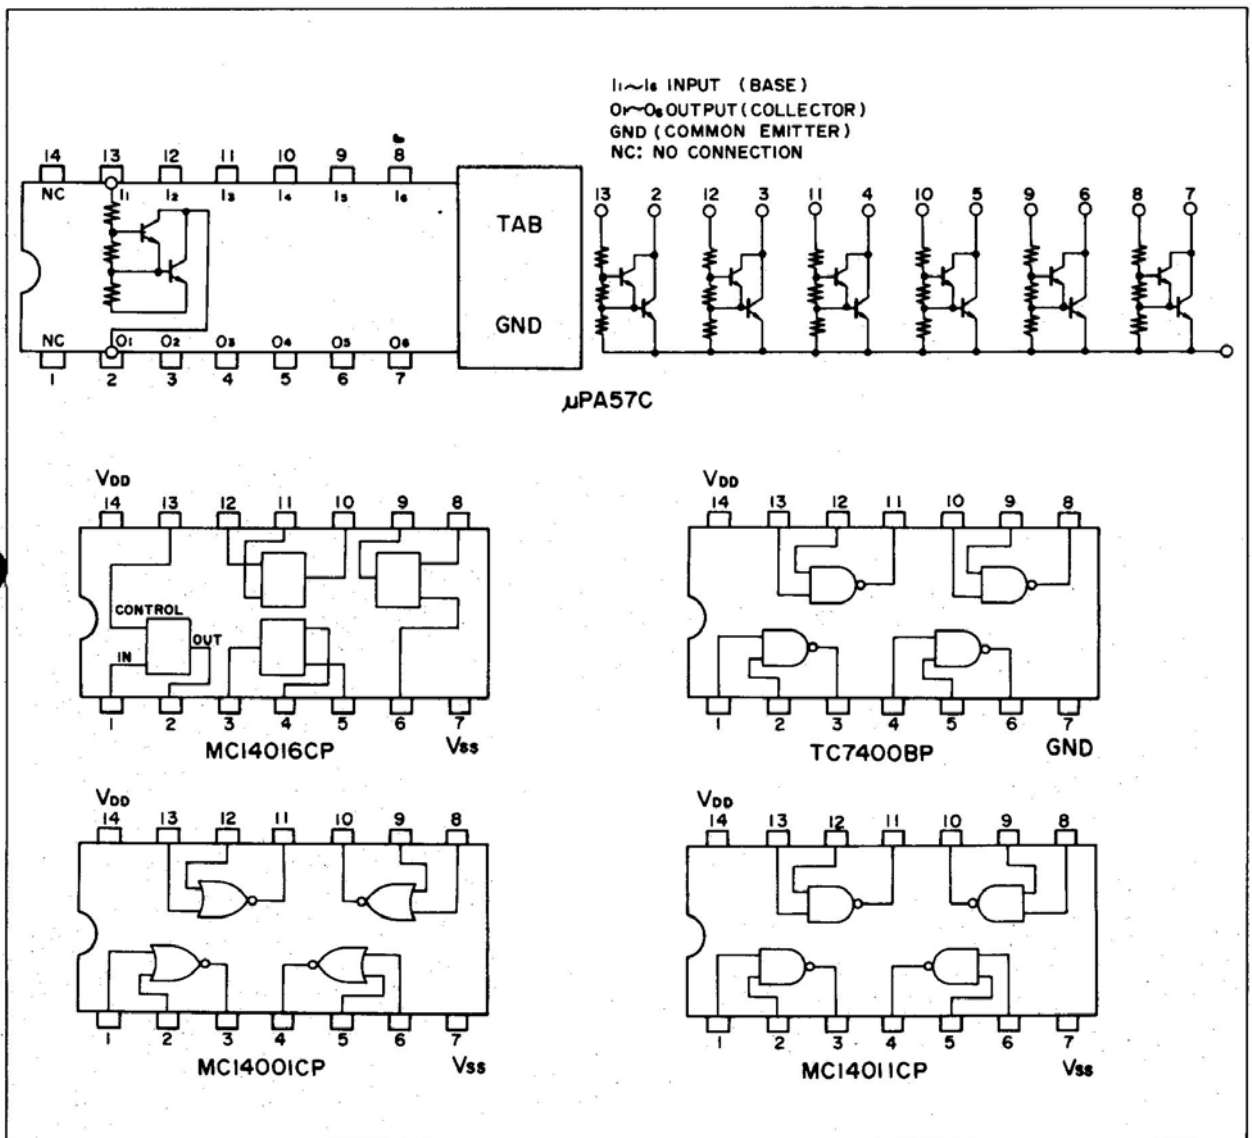 I₁~I₆ INPUT (BASE)
O₁~O₆ OUTPUT (COLLECTOR)
GND (COMMON EMITTER)
NC: NO CONNECTION
14 13 12 11 10 9 8
NC I₁ I₂ I₃ I₄ I₅ I₆
TAB
GND
NC O₁ O₂ O₃ O₄ O₅ O₆
1 2 3 4 5 6 7
13 2 12 3 11 4 10 5 9 6 8 7
μPA57C
VDD
14 13 12 11 10 9 8
CONTROL
OUT
IN
1 2 3 4 5 6 7
MC14016CP
VSS
VDD
14 13 12 11 10 9 8
1 2 3 4 5 6 7
TC7400BP
GND
VDD
14 13 12 11 10 9 8
1 2 3 4 5 6 7
MC14001CP
VSS
VDD
14 13 12 11 10 9 8
1 2 3 4 5 6 7
MC14011CP
VSS